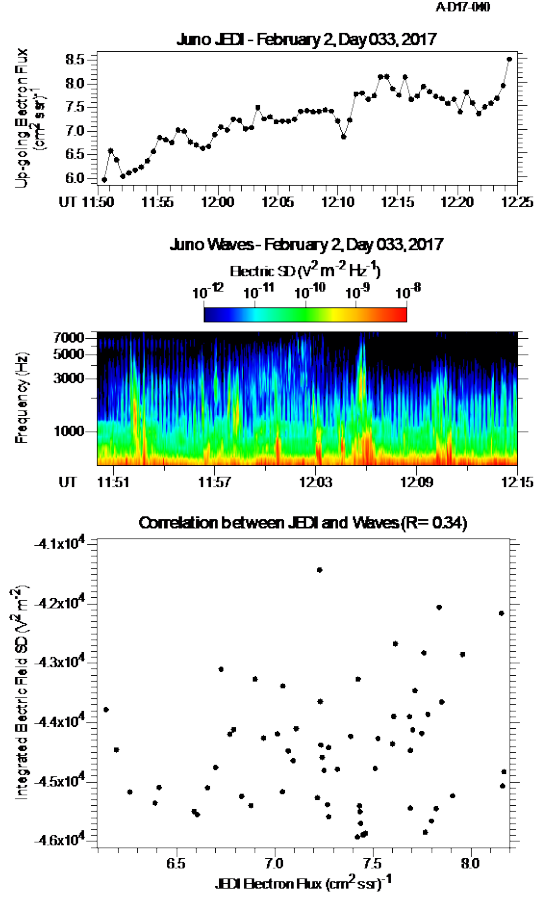 A-D17-040
Juno JEDI - February 2, Day 033, 2017
Up-going Electron Flux
(cm² s sr)⁻¹
8.5
8.0
7.5
7.0
6.5
6.0
UT 11:50 11:55 12:00 12:05 12:10 12:15 12:20 12:25
Juno Waves - February 2, Day 033, 2017
Electric SD (V² m⁻² Hz⁻¹)
10⁻¹² 10⁻¹¹ 10⁻¹⁰ 10⁻⁹ 10⁻⁸
Frequency (Hz)
7000
5000
3000
1000
UT 11:51 11:57 12:03 12:09 12:15
Correlation between JEDI and Waves (R = 0.34)
Integrated Electric Field SD (V² m⁻²)
-4.1x10⁴
-4.2x10⁴
-4.3x10⁴
-4.4x10⁴
-4.5x10⁴
-4.6x10⁴
6.5 7.0 7.5 8.0
JEDI Electron Flux (cm² s sr)⁻¹